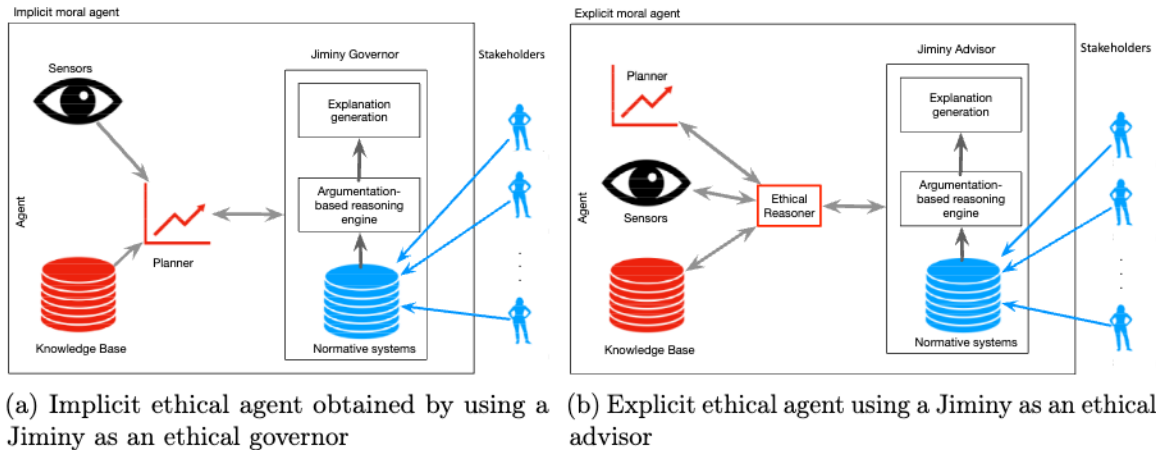 Implicit moral agent
Jiminy Governor
Stakeholders
Sensors
Explanation
generation
Argumentation-
based reasoning
engine
Agent
Planner
Knowledge Base
Normative systems
(a) Implicit ethical agent obtained by using a
Jiminy as an ethical governor
Explicit moral agent
Jiminy Advisor
Stakeholders
Planner
Explanation
generation
Argumentation-
based reasoning
engine
Ethical
Reasoner
Agent
Sensors
Knowledge Base
Normative systems
(b) Explicit ethical agent using a Jiminy as an ethical
advisor